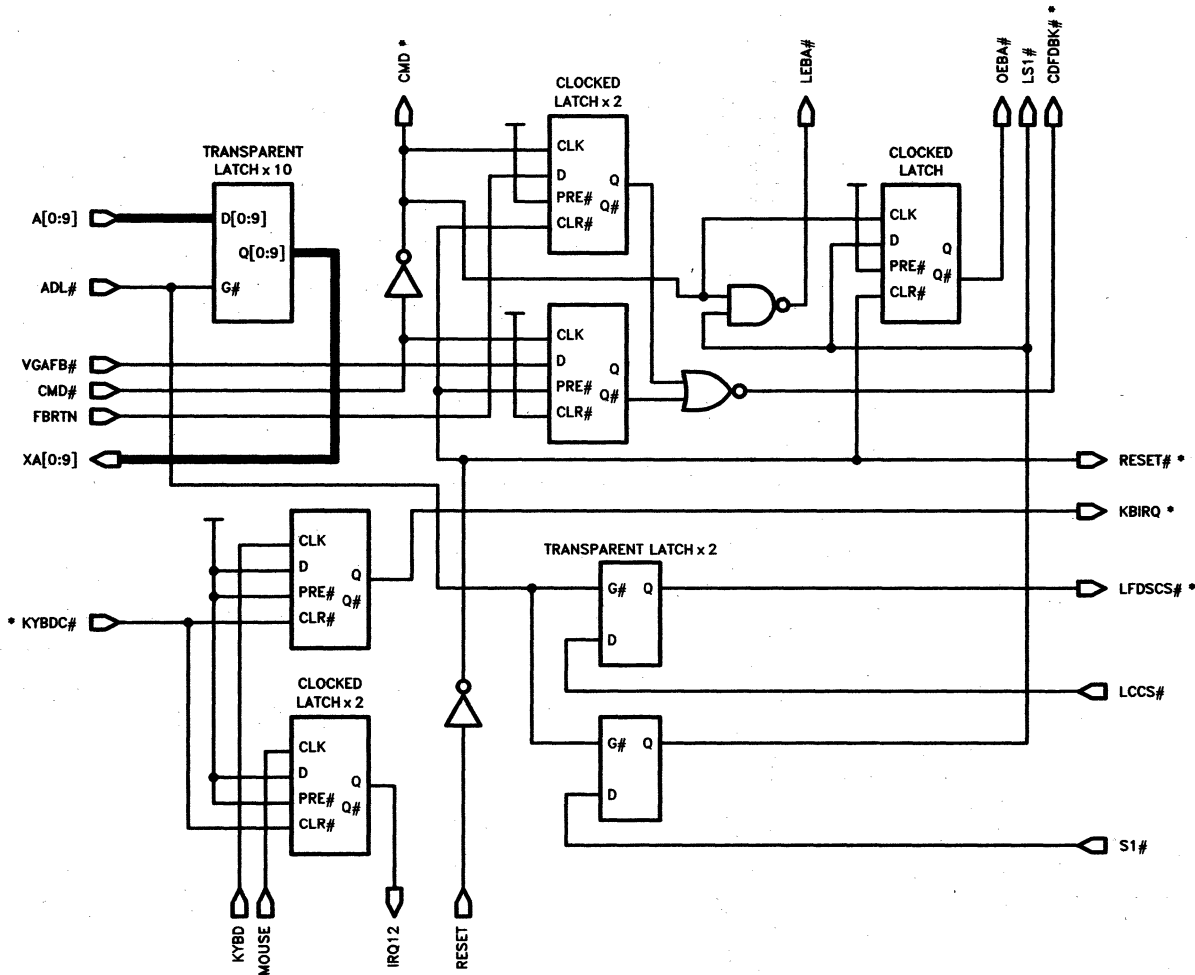 CMD *
LEBA#
OEBA#
LS1#
CDFDBK# *
CLOCKED
LATCH x 2
CLK
D
PRE#
CLR#
Q
Q#
TRANSPARENT
LATCH x 10
D[0:9]
Q[0:9]
G#
CLOCKED
LATCH
CLK
D
PRE#
CLR#
Q
Q#
A[0:9]
ADL#
VGAFB#
CMD#
FBRTN
XA[0:9]
CLK
D
PRE#
CLR#
Q
Q#
RESET# *
KBIRQ *
LFDSCS# *
LCCS#
S1#
CLK
D
PRE#
CLR#
Q
Q#
* KYBDC#
TRANSPARENT LATCH x 2
G#
Q
D
G#
Q
D
CLOCKED
LATCH x 2
CLK
D
PRE#
CLR#
Q
Q#
KYBD
MOUSE
IRQ12
RESET